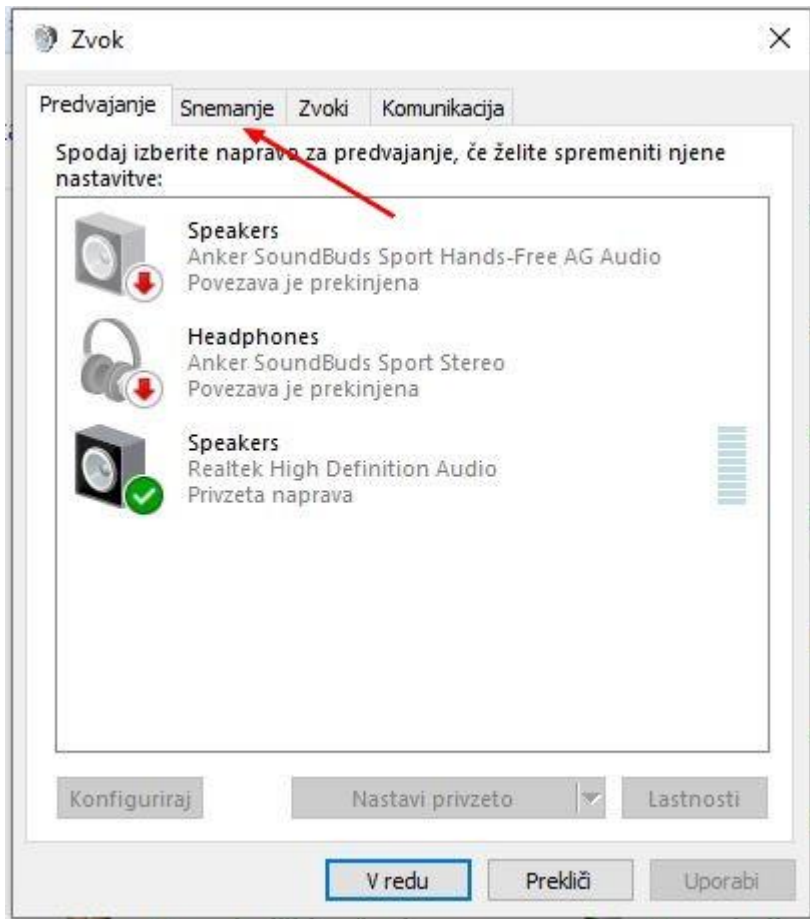 Zvok
Predvajanje Snemanje Zvoki Komunikacija
Spodaj izberite napravo za predvajanje, če želite spremeniti njene
nastavitve:
Speakers
Anker SoundBuds Sport Hands-Free AG Audio
Povezava je prekinjena
Headphones
Anker SoundBuds Sport Stereo
Povezava je prekinjena
Speakers
Realtek High Definition Audio
Privzeta naprava
Konfiguriraj Nastavi privzeto Lastnosti
V redu Prekliči Uporabi